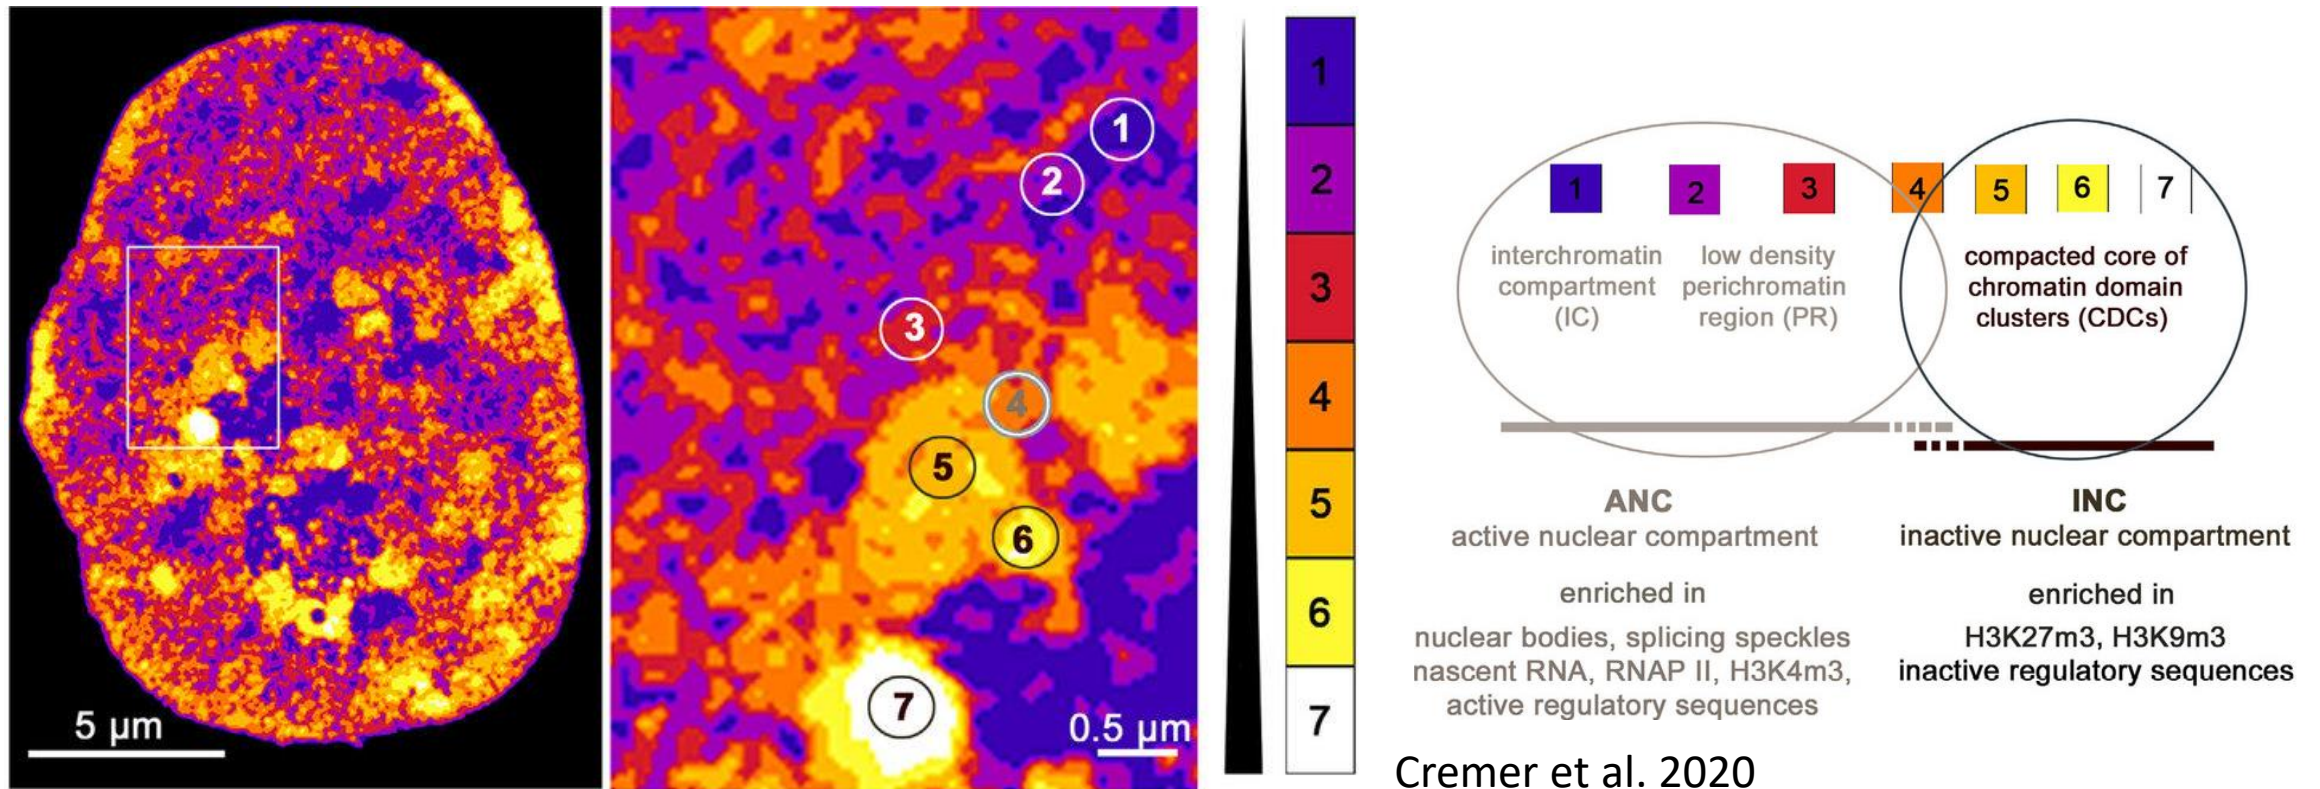 5 µm
1
2
3
4
5
6
7
0.5 µm
1
2
3
4
5
6
7
1 2 3 4 5 6 7
interchromatin
compartment
(IC)
low density
perichromatin
region (PR)
compacted core of
chromatin domain
clusters (CDCs)
ANC
active nuclear compartment
enriched in
nuclear bodies, splicing speckles
nascent RNA, RNAP II, H3K4m3,
active regulatory sequences
INC
inactive nuclear compartment
enriched in
H3K27m3, H3K9m3
inactive regulatory sequences
Cremer et al. 2020